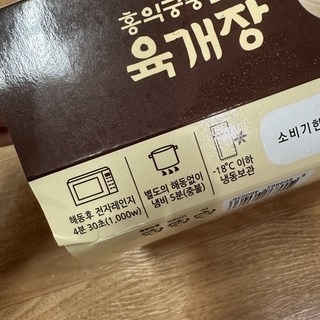 홍익궁중
육개장
해동후 전자레인지
4분 30초(1,000w)
별도의 해동없이
냄비 5분(중불)
-18℃ 이하
냉동보관
소비기한